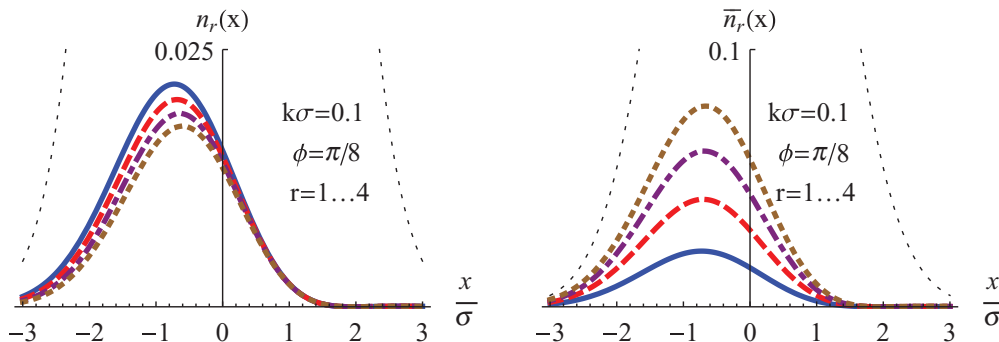 n_r(x)
0.025
kσ=0.1
ϕ=π/8
r=1…4
−3 −2 −1 0 1 2 3
x/σ
n̅_r(x)
0.1
kσ=0.1
ϕ=π/8
r=1…4
−3 −2 −1 0 1 2 3
x/σ